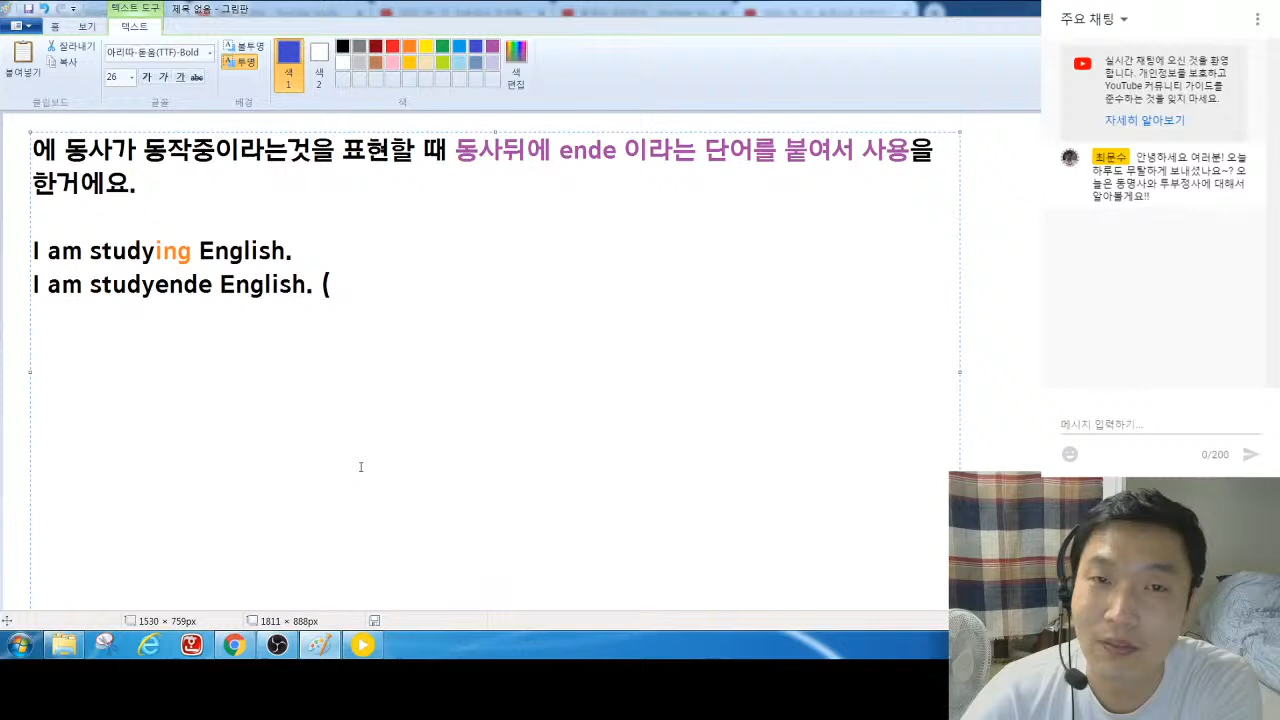 텍스트 도구
제목 없음 - 그림판
홈
보기
텍스트
붙여넣기
잘라내기
복사
클립보드
아리따-돋움(TTF)-Bold
26
가 가 가 abc
글꼴
불투명
투명
배경
색
1
색
2
색
편집
색
에 동사가 동작중이라는것을 표현할 때 동사뒤에 ende 이라는 단어를 붙여서 사용을
한거에요.
I am studying English.
I am studyende English. (
1530 × 759px
1811 × 888px
주요 채팅
실시간 채팅에 오신 것을 환영
합니다. 개인정보를 보호하고
YouTube 커뮤니티 가이드를
준수하는 것을 잊지 마세요.
자세히 알아보기
최문수 안녕하세요 여러분! 오늘
하루도 무탈하게 보내셨나요~? 오
늘은 동명사와 투부정사에 대해서
알아볼게요!!
메시지 입력하기...
0/200